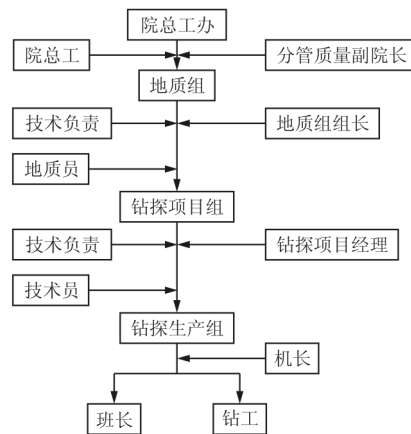 院总工办
院总工
分管质量副院长
地质组
技术负责
地质组组长
地质员
钻探项目组
技术负责
钻探项目经理
技术员
钻探生产组
机长
班长
钻工